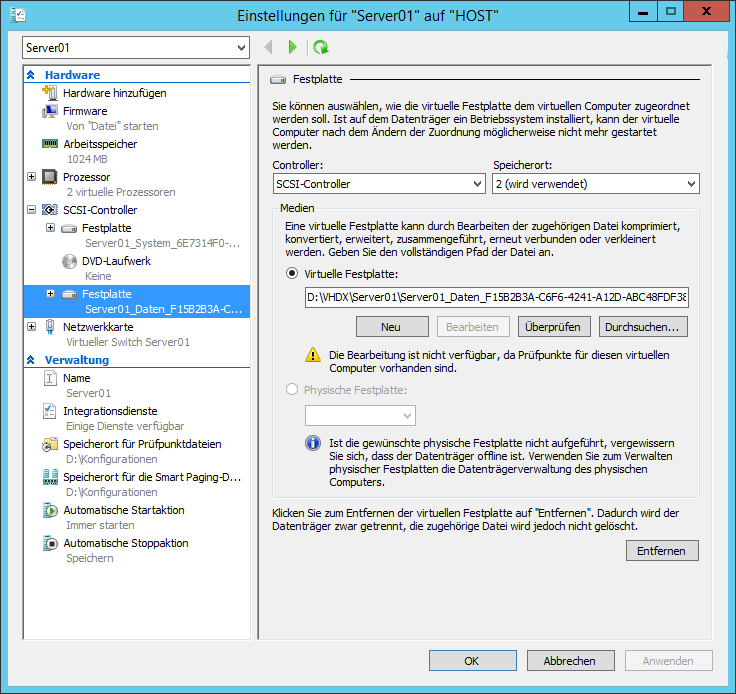 Einstellungen für "Server01" auf "HOST"
Server01
Hardware
Hardware hinzufügen
Firmware
Von "Datei" starten
Arbeitsspeicher
1024 MB
Prozessor
2 virtuelle Prozessoren
SCSI-Controller
Festplatte
Server01_System_6E7314F0-...
DVD-Laufwerk
Keine
Festplatte
Server01_Daten_F15B2B3A-C...
Netzwerkkarte
Virtueller Switch Server01
Verwaltung
Name
Server01
Integrationsdienste
Einige Dienste verfügbar
Speicherort für Prüfpunktdateien
D:\Konfigurationen
Speicherort für die Smart Paging-D...
D:\Konfigurationen
Automatische Startaktion
Immer starten
Automatische Stoppaktion
Speichern
Festplatte
Sie können auswählen, wie die virtuelle Festplatte dem virtuellen Computer zugeordnet
werden soll. Ist auf dem Datenträger ein Betriebssystem installiert, kann der virtuelle
Computer nach dem Ändern der Zuordnung möglicherweise nicht mehr gestartet
werden.
Controller:
Speicherort:
SCSI-Controller
2 (wird verwendet)
Medien
Eine virtuelle Festplatte kann durch Bearbeiten der zugehörigen Datei komprimiert,
konvertiert, erweitert, zusammengeführt, erneut verbunden oder verkleinert
werden. Geben Sie den vollständigen Pfad der Datei an.
Virtuelle Festplatte:
D:\VHDX\Server01\Server01_Daten_F15B2B3A-C6F6-4241-A12D-ABC48FDF38
Neu
Bearbeiten
Überprüfen
Durchsuchen...
Die Bearbeitung ist nicht verfügbar, da Prüfpunkte für diesen virtuellen
Computer vorhanden sind.
Physische Festplatte:
Ist die gewünschte physische Festplatte nicht aufgeführt, vergewissern
Sie sich, dass der Datenträger offline ist. Verwenden Sie zum Verwalten
physischer Festplatten die Datenträgerverwaltung des physischen
Computers.
Klicken Sie zum Entfernen der virtuellen Festplatte auf "Entfernen". Dadurch wird der
Datenträger zwar getrennt, die zugehörige Datei wird jedoch nicht gelöscht.
Entfernen
OK
Abbrechen
Anwenden